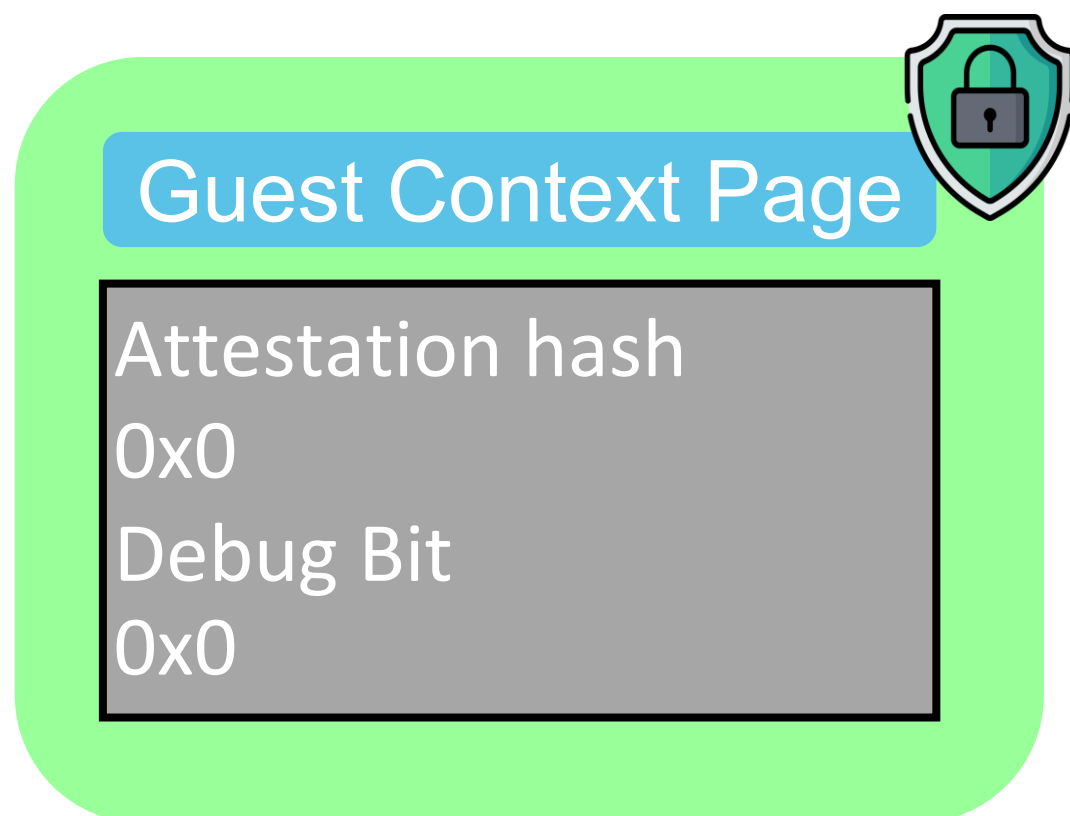 Guest Context Page
Attestation hash
0x0
Debug Bit
0x0